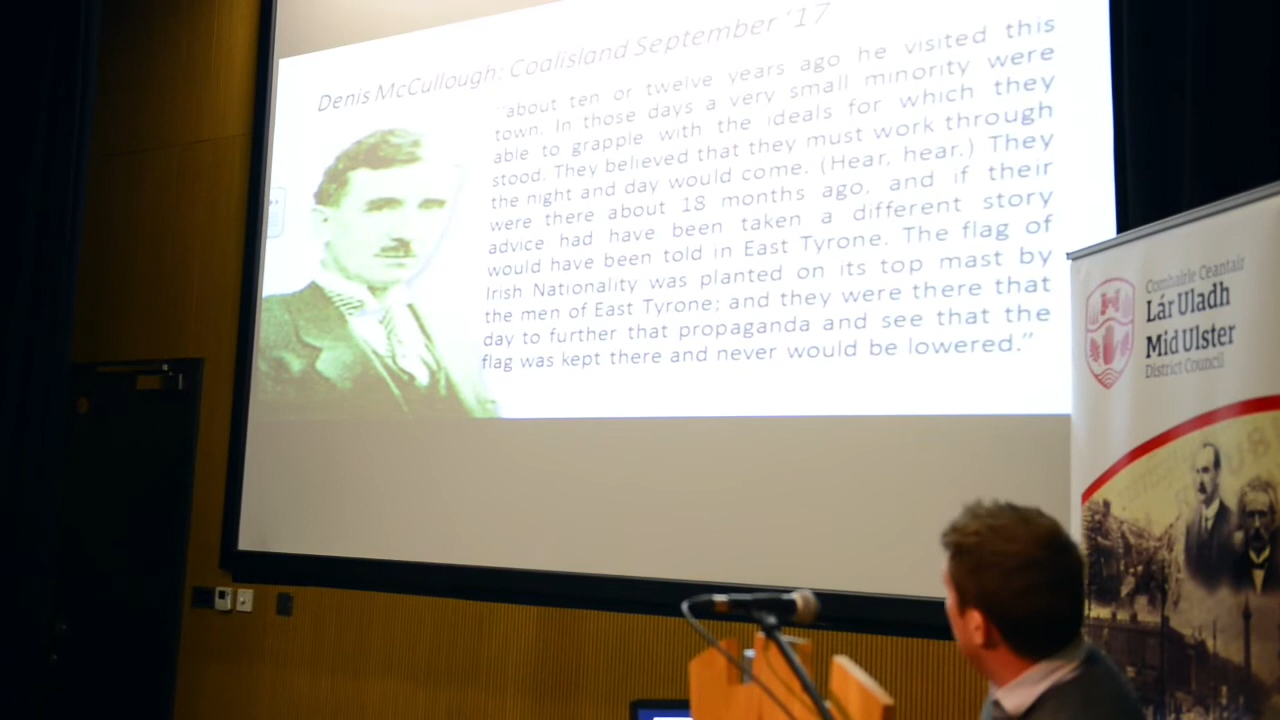 Denis McCullough: Coalisland September '17
"about ten or twelve years ago he visited this
town. In those days a very small minority were
able to grapple with the ideals for which they
stood. They believed that they must work through
the night and day would come. (Hear, hear.) They
were there about 18 months ago, and if their
advice had have been taken a different story
would have been told in East Tyrone. The flag of
Irish Nationality was planted on its top mast by
the men of East Tyrone; and they were there that
day to further that propaganda and see that the
flag was kept there and never would be lowered."
Comhairle Ceantair
Lár Uladh
Mid Ulster
District Council